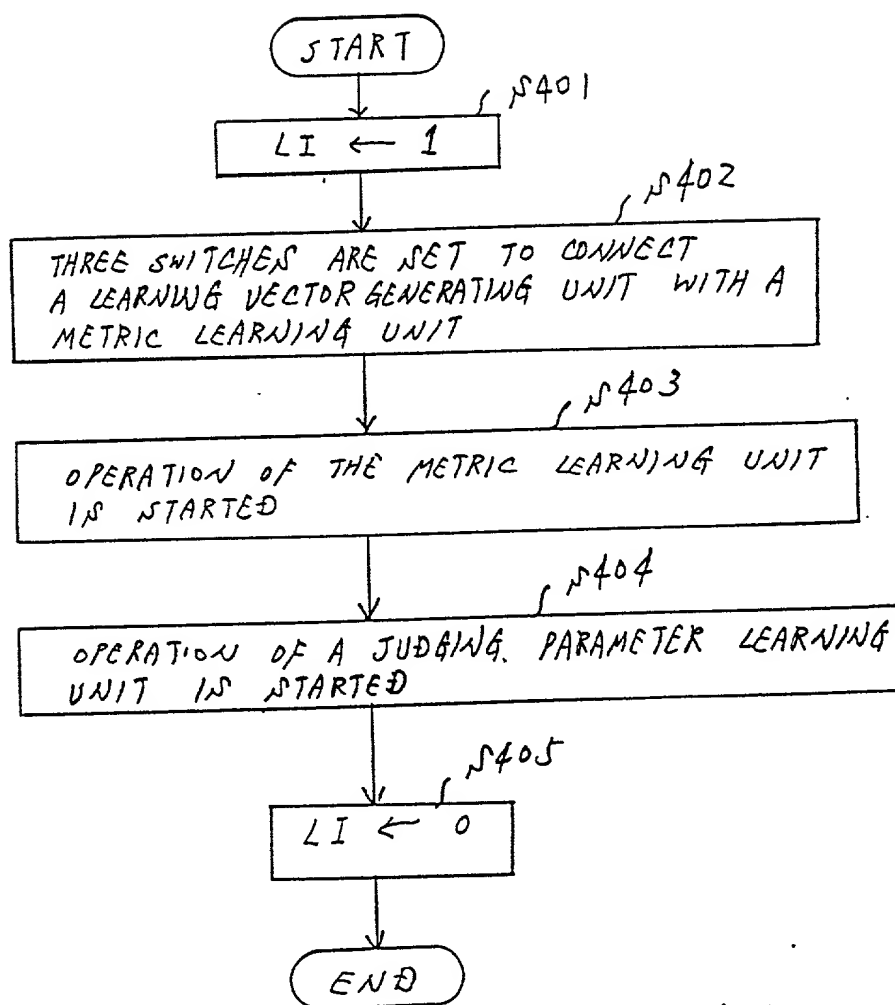 START
S401
LI ← 1
S402
THREE SWITCHES ARE SET TO CONNECT
A LEARNING VECTOR GENERATING UNIT WITH A
METRIC LEARNING UNIT
S403
OPERATION OF THE METRIC LEARNING UNIT
IS STARTED
S404
OPERATION OF A JUDGING. PARAMETER LEARNING
UNIT IS STARTED
S405
LI ← 0
END